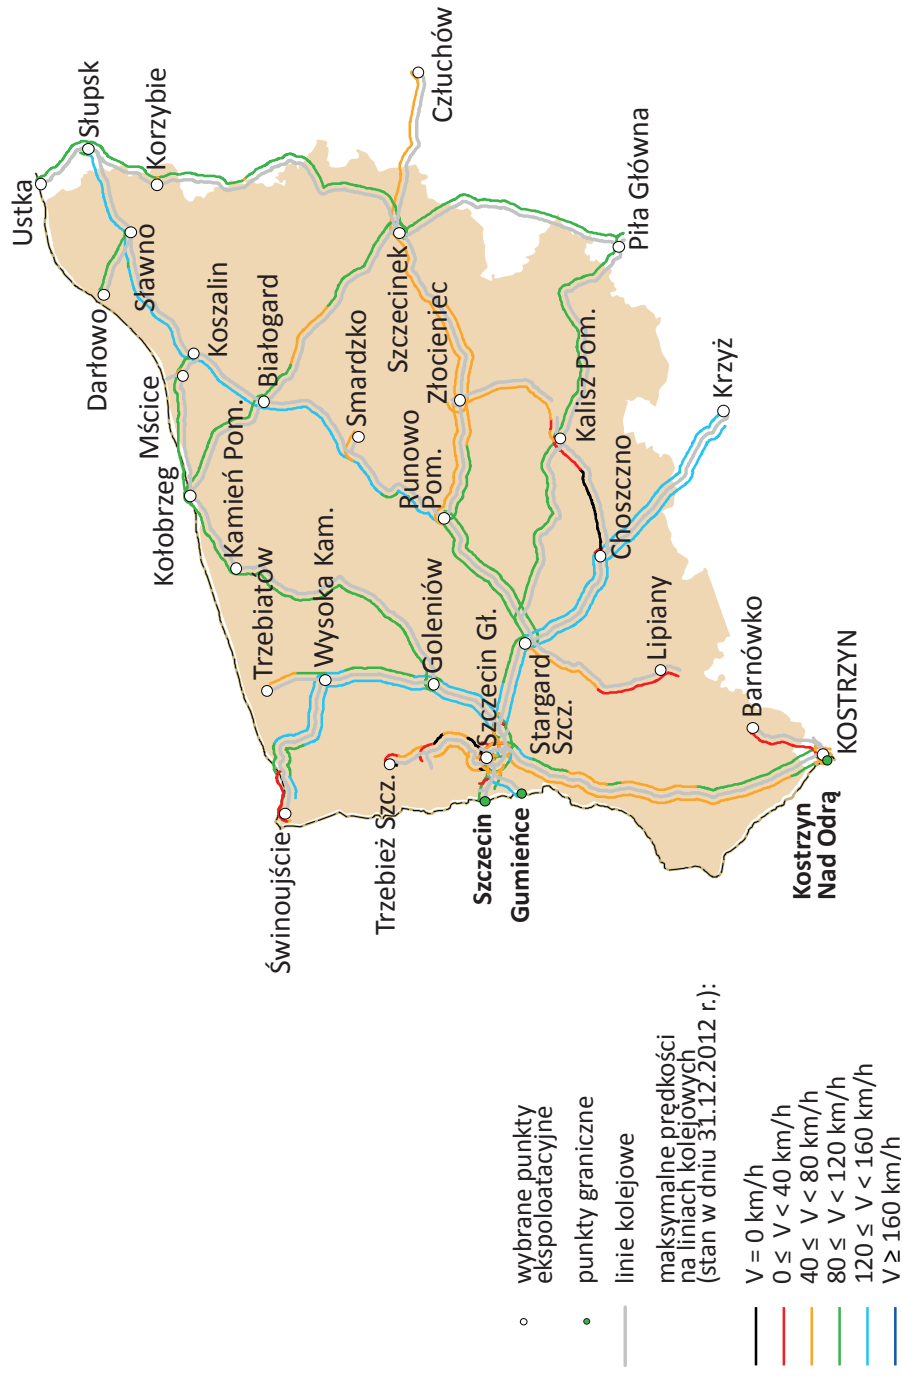 Ustka
Słupsk
Korzybie
Człuchów
Darłowo
Sławno
Mścice
Koszalin
Białogard
Szczecinek
Piła Główna
Kołobrzeg
Kamień Pom.
Smardzko
Złocieniec
Runowo
Pom.
Kalisz Pom.
Krzyż
Trzebiatów
Wysoka Kam.
Goleniów
Choszczno
Szczecin Gł.
Stargard
Szcz.
Lipiany
Barnówko
Świnoujście
Trzebież Szcz.
Szczecin
Gumieńce
Kostrzyn
Nad Odrą
KOSTRZYN
wybrane punkty
ekspoloatacyjne
punkty graniczne
linie kolejowe
maksymalne prędkości
na liniach kolejowych
(stan w dniu 31.12.2012 r.):
V = 0 km/h
0 ≤ V < 40 km/h
40 ≤ V < 80 km/h
80 ≤ V < 120 km/h
120 ≤ V < 160 km/h
V ≥ 160 km/h